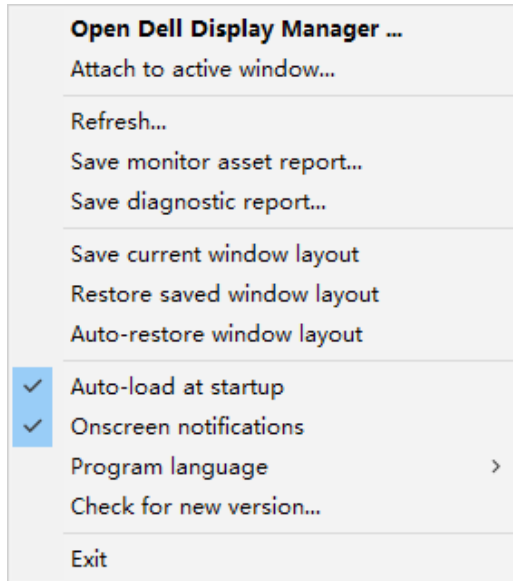 Open Dell Display Manager ...
Attach to active window...
Refresh...
Save monitor asset report...
Save diagnostic report...
Save current window layout
Restore saved window layout
Auto-restore window layout
Auto-load at startup
Onscreen notifications
Program language
Check for new version...
Exit